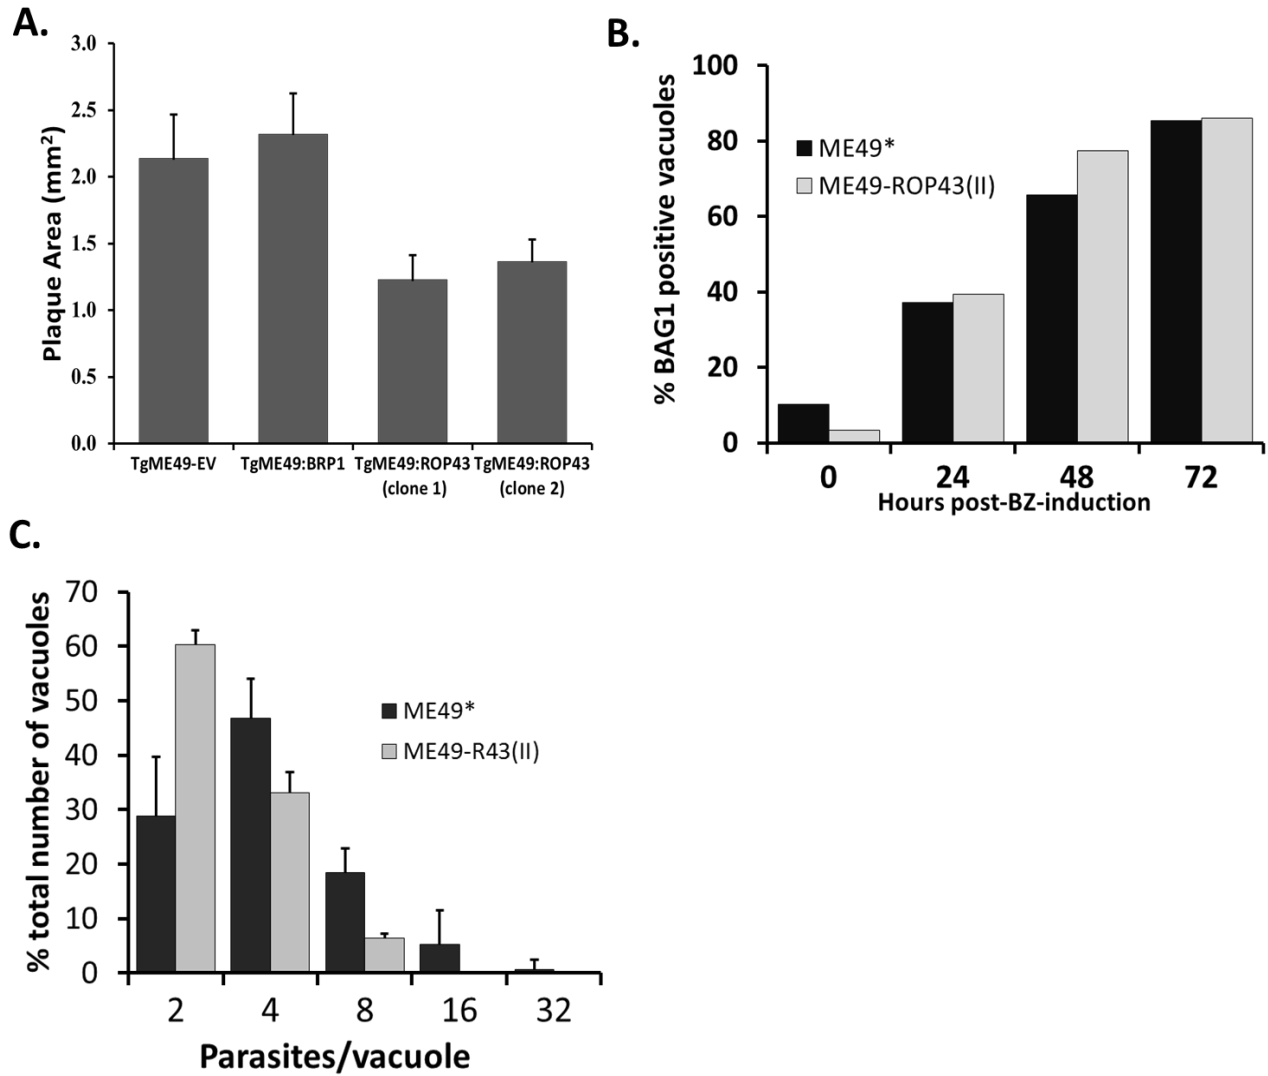 A.
3.0
2.5
2.0
1.5
1.0
0.5
0.0
Plaque Area (mm²)
TgME49-EV
TgME49:BRP1
TgME49:ROP43
(clone 1)
TgME49:ROP43
(clone 2)
B.
100
80
60
40
20
0
% BAG1 positive vacuoles
ME49*
ME49-ROP43(II)
0 24 48 72
Hours post-BZ-induction
C.
70
60
50
40
30
20
10
0
% total number of vacuoles
ME49*
ME49-R43(II)
2 4 8 16 32
Parasites/vacuole